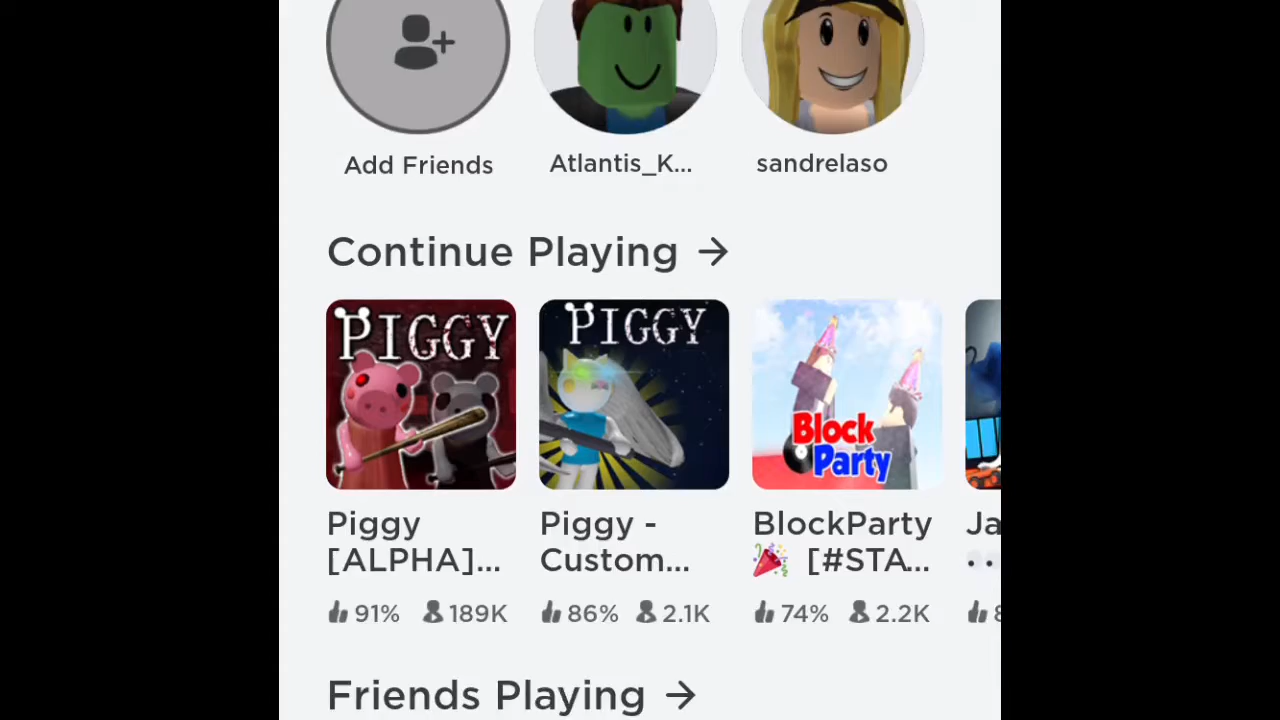 Add Friends
Atlantis_K...
sandrelaso
Continue Playing →
PIGGY
PIGGY
Block
Party
Piggy
[ALPHA]...
Piggy -
Custom...
BlockParty
🎉 [#STA...
Ja
91% 189K
86% 2.1K
74% 2.2K
Friends Playing →